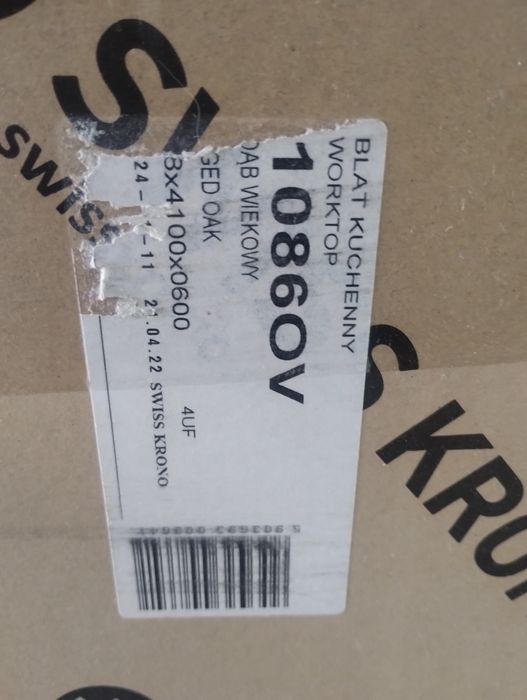 BLAT KUCHENNY
WORKTOP
1086OV
DĄB WIEKOWY
GED OAK
8x4100x0600
4UF
24- -11 21.04.22 SWISS KRONO
SWISS
S KRO